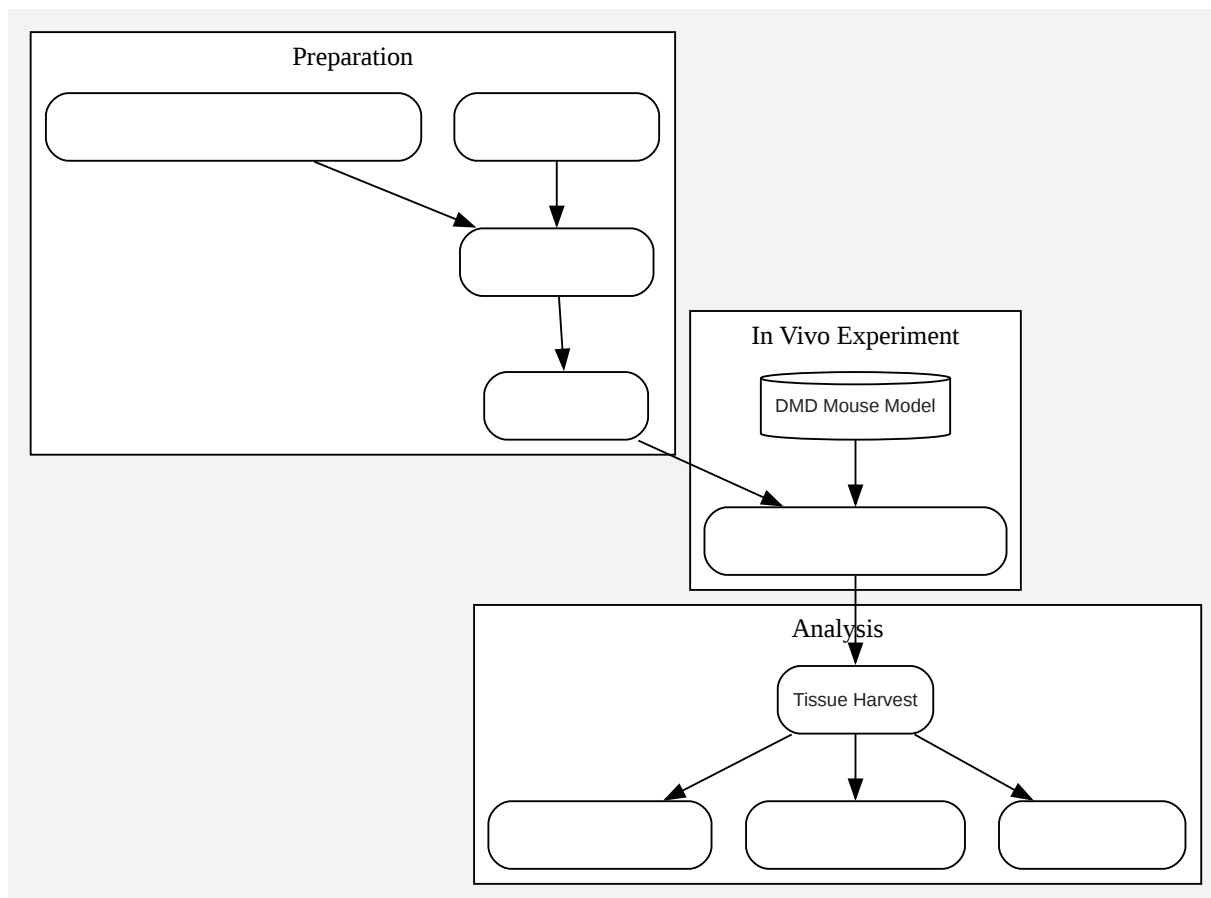 Preparation
In Vivo Experiment
DMD Mouse Model
Analysis
Tissue Harvest